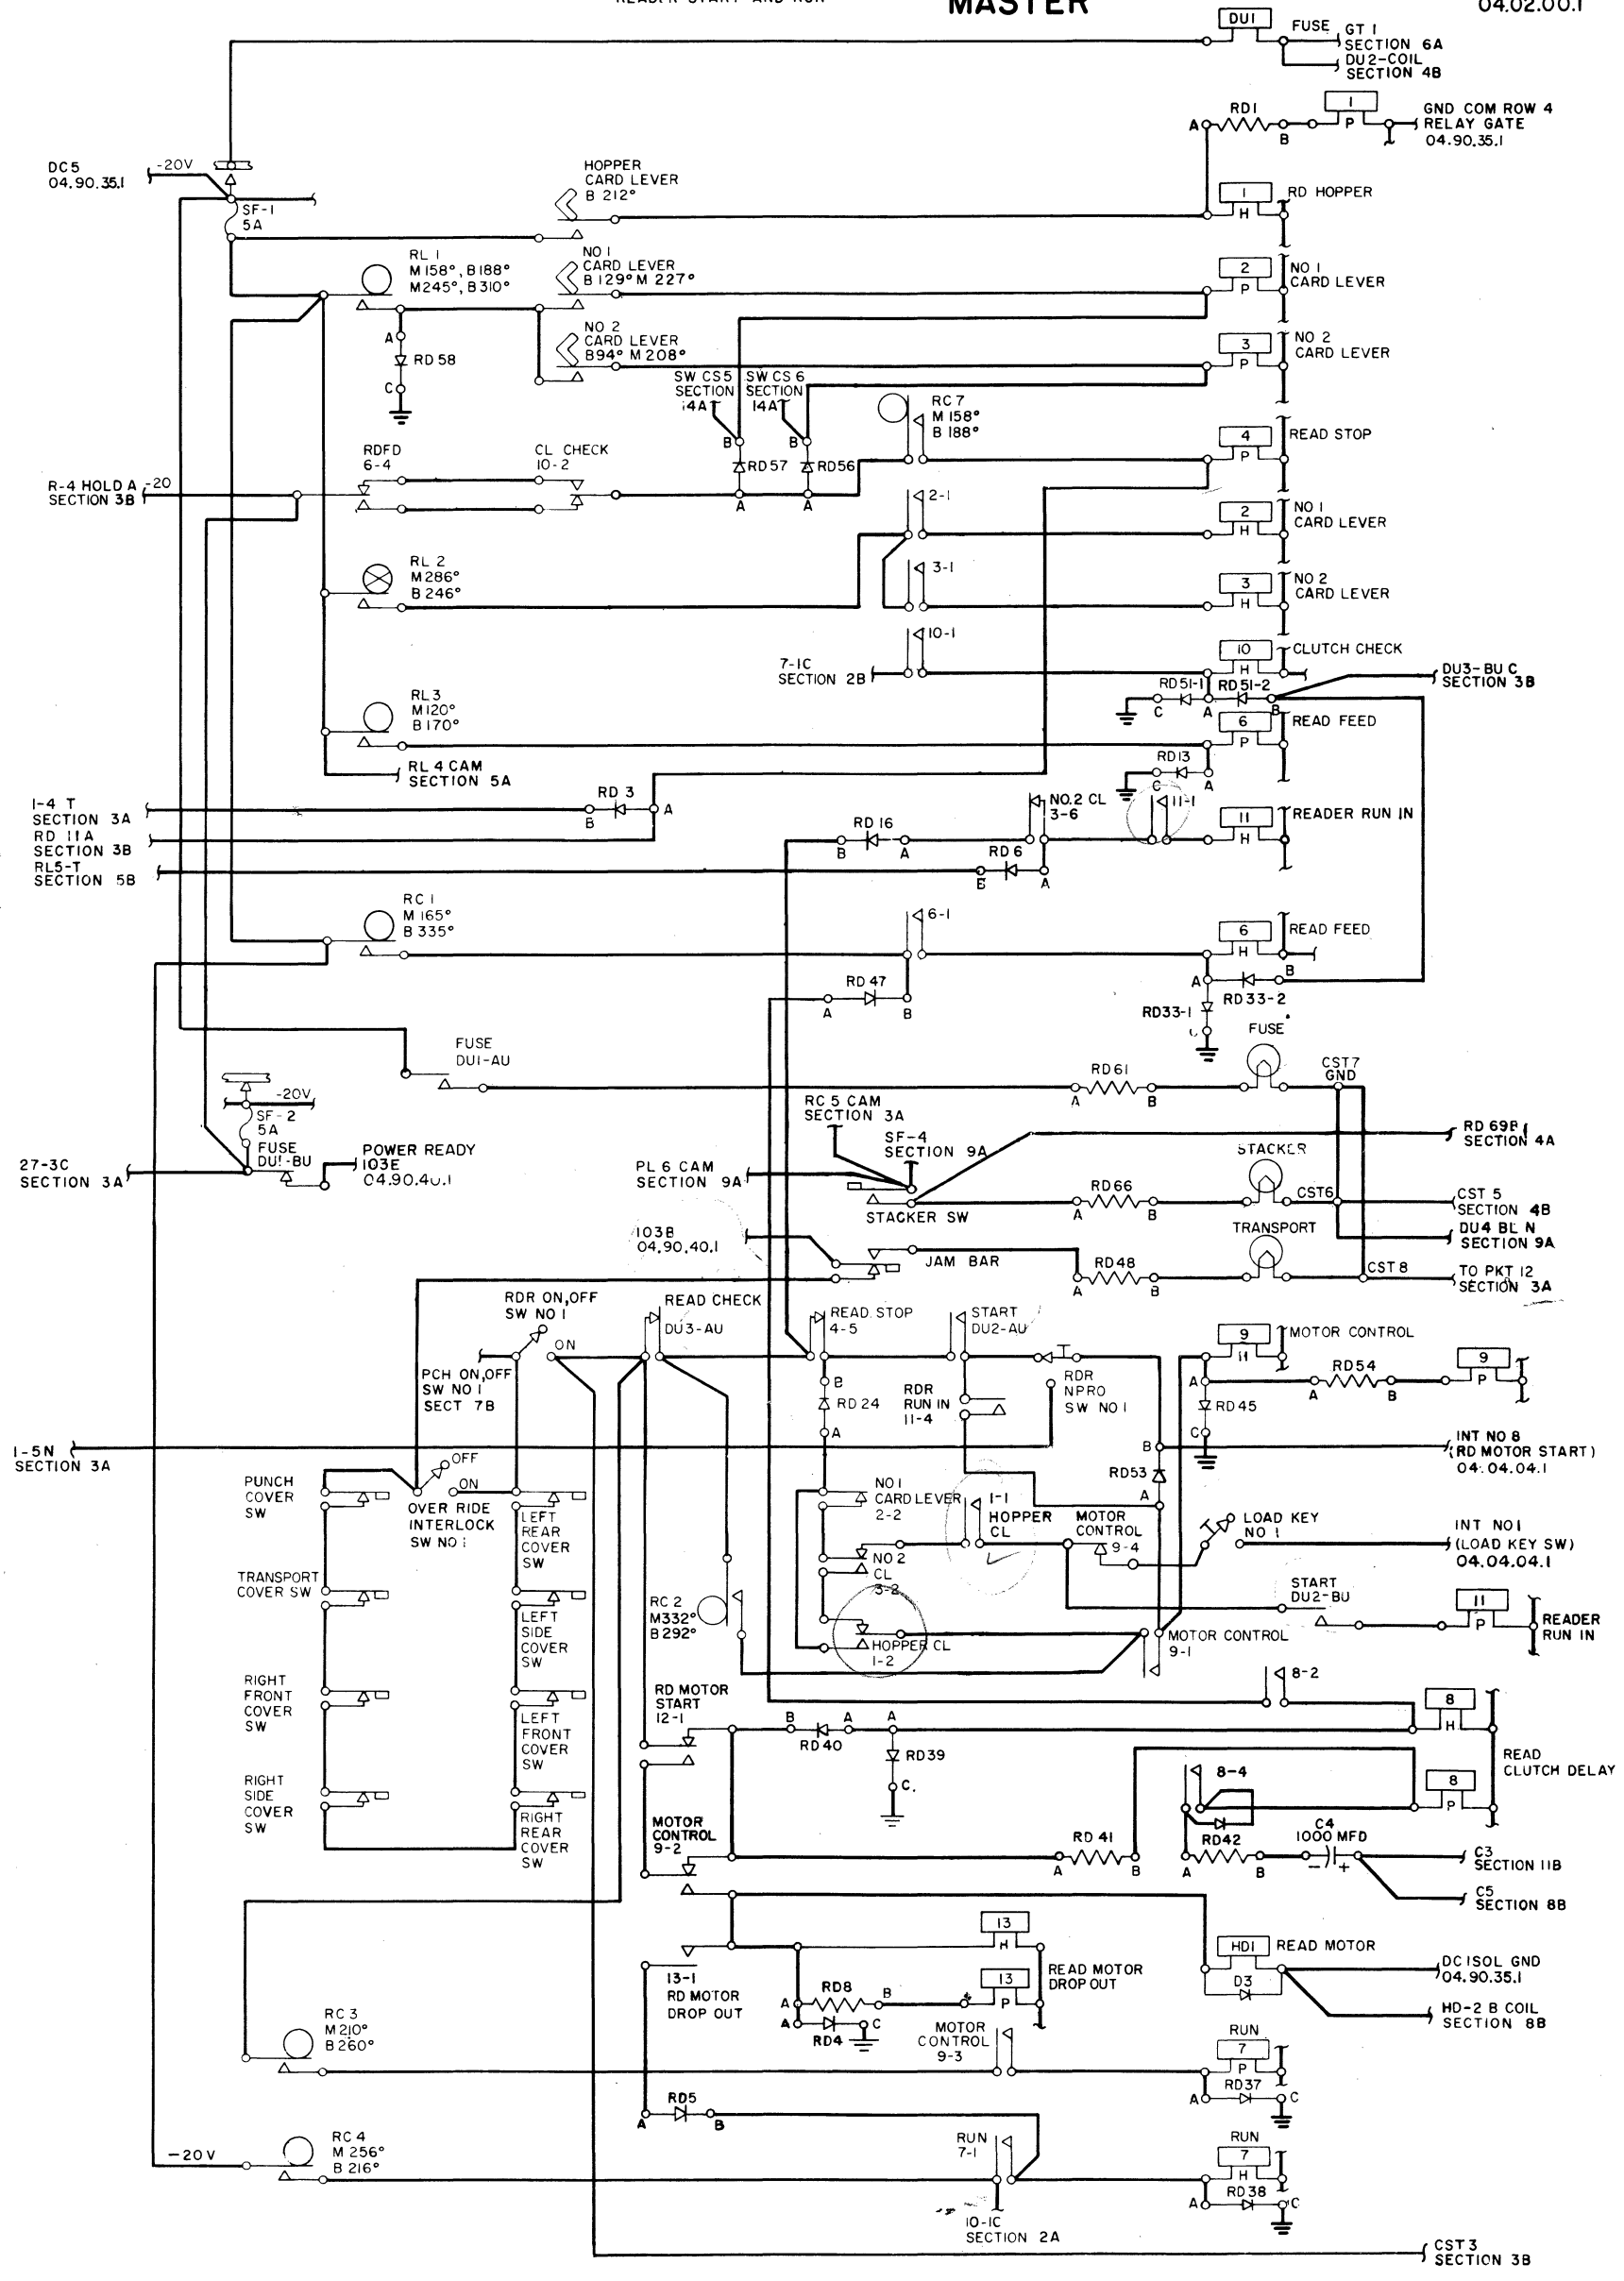 READER START AND RUN
MASTER
04.02.00.1
DU1
FUSE
GT 1
SECTION 6A
DU2-COIL
SECTION 4B
RD1
1
A
B
P
GND COM ROW 4
RELAY GATE
04.90.35.1
DC5
04.90.35.1
-20V
SF-1
5A
HOPPER
CARD LEVER
B 212°
1
H
RD HOPPER
RL 1
M 158°, B188°
M245°, B310°
NO 1
CARD LEVER
B 129° M 227°
2
P
NO 1
CARD LEVER
A
RD 58
C
NO 2
CARD LEVER
B94° M 208°
3
P
NO 2
CARD LEVER
SW CS5
SECTION
14A
SW CS 6
SECTION
14A
RC 7
M 158°
B 188°
4
P
READ STOP
B
B
RD57
RD56
A
A
RDFD
6-4
CL CHECK
10-2
R-4 HOLD A
SECTION 3B
-20
2-1
2
H
NO 1
CARD LEVER
RL 2
M 286°
B 246°
3-1
3
H
NO 2
CARD LEVER
10-1
10
H
CLUTCH CHECK
7-1C
SECTION 2B
RD51-1
RD51-2
C
A
B
DU3-BU C
SECTION 3B
RL3
M120°
B170°
6
P
READ FEED
RL 4 CAM
SECTION 5A
RD13
C
A
1-4 T
SECTION 3A
RD 3
B
A
RD 11A
SECTION 3B
RL5-T
SECTION 5B
NO.2 CL
3-6
11-1
11
H
READER RUN IN
RD 16
B
A
RD 6
A
RC 1
M 165°
B 335°
6-1
6
H
READ FEED
RD 47
A
B
A
B
RD33-2
RD33-1
FUSE
DU1-AU
FUSE
RD61
A
B
CST7
GND
-20V
SF-2
5A
FUSE
DU1-BU
POWER READY
103E
04.90.40.1
27-3C
SECTION 3A
RC 5 CAM
SECTION 3A
SF-4
SECTION 9A
PL 6 CAM
SECTION 9A
STACKER SW
STACKER
RD66
A
B
CST6
RD 69B
SECTION 4A
CST 5
SECTION 4B
DU4 BL N
SECTION 9A
103B
04.90.40.1
JAM BAR
RD48
A
B
TRANSPORT
CST 8
TO PKT 12
SECTION 3A
RDR ON,OFF
SW NO 1
ON
READ CHECK
DU3-AU
READ STOP
4-5
START
DU2-AU
PCH ON,OFF
SW NO 1
SECT 7B
RDR
NPRO
SW NO 1
9
H
MOTOR CONTROL
RD54
A
A
B
9
P
RD45
C
B
RD 24
A
RDR
RUN IN
11-4
1-5N
SECTION 3A
B
RD53
A
INT NO 8
(RD MOTOR START)
04.04.04.1
PUNCH
COVER
SW
OFF
ON
OVER RIDE
INTERLOCK
SW NO 1
LEFT
REAR
COVER
SW
NO 1
CARD LEVER
2-2
1-1
HOPPER
CL
MOTOR
CONTROL
9-4
LOAD KEY
NO 1
INT NO1
(LOAD KEY SW)
04.04.04.1
TRANSPORT
COVER SW
LEFT
SIDE
COVER
SW
RC 2
M332°
B 292°
NO 2
CL
3-2
START
DU2-BU
11
P
READER
RUN IN
HOPPER CL
1-2
MOTOR CONTROL
9-1
RIGHT
FRONT
COVER
SW
LEFT
FRONT
COVER
SW
RD MOTOR
START
12-1
8-2
8
H
B
RD40
A
A
RD39
C.
READ
CLUTCH DELAY
RIGHT
SIDE
COVER
SW
RIGHT
REAR
COVER
SW
MOTOR
CONTROL
9-2
8-4
8
P
RD 41
A
B
RD42
A
B
C4
1000 MFD
-
+
C3
SECTION 11B
C5
SECTION 8B
13
H
13-1
RD MOTOR
DROP OUT
RD8
A
B
A
RD4
C
13
P
READ MOTOR
DROP OUT
HD1
READ MOTOR
D3
DC ISOL GND
04.90.35.1
HD-2 B COIL
SECTION 8B
RC 3
M 210°
B 260°
MOTOR
CONTROL
9-3
RUN
7
P
A
RD37
C
RD5
A
B
RC 4
M 256°
B 216°
-20V
RUN
7-1
RUN
7
H
A
RD38
C
10-1C
SECTION 2A
CST3
SECTION 3B